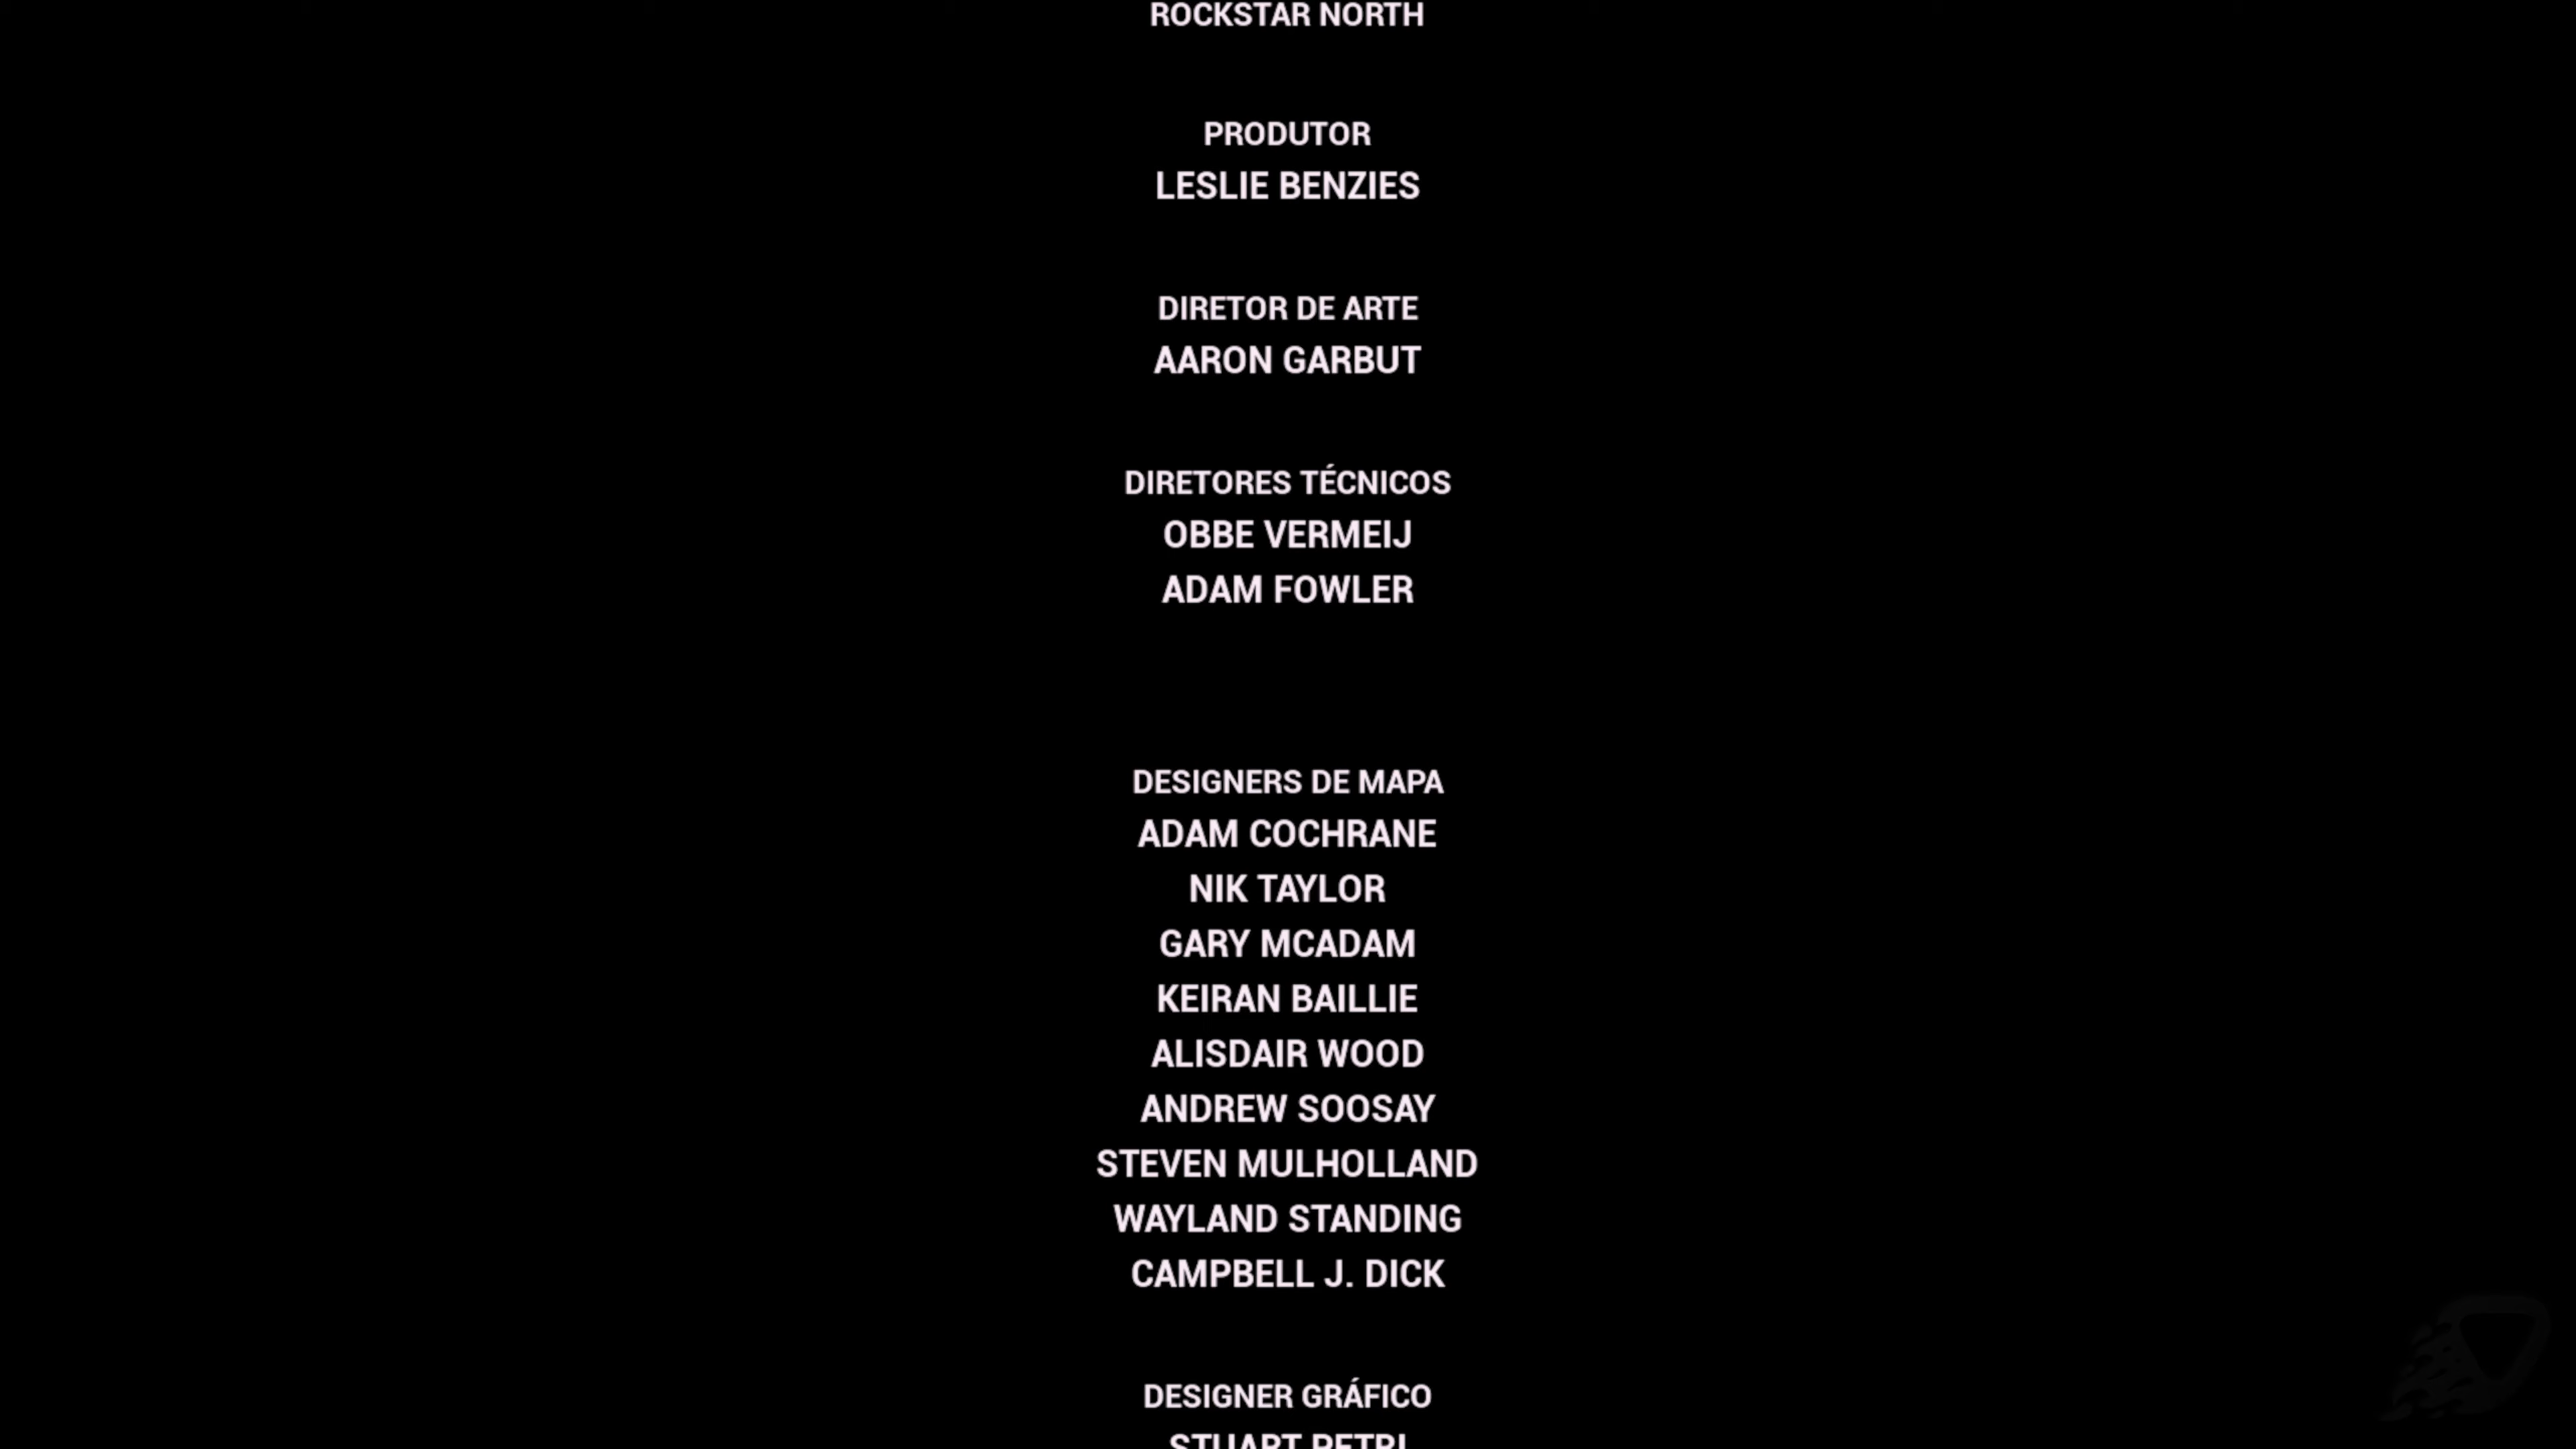 ROCKSTAR NORTH
PRODUTOR
LESLIE BENZIES
DIRETOR DE ARTE
AARON GARBUT
DIRETORES TÉCNICOS
OBBE VERMEIJ
ADAM FOWLER
DESIGNERS DE MAPA
ADAM COCHRANE
NIK TAYLOR
GARY MCADAM
KEIRAN BAILLIE
ALISDAIR WOOD
ANDREW SOOSAY
STEVEN MULHOLLAND
WAYLAND STANDING
CAMPBELL J. DICK
DESIGNER GRÁFICO
STUART PETRI